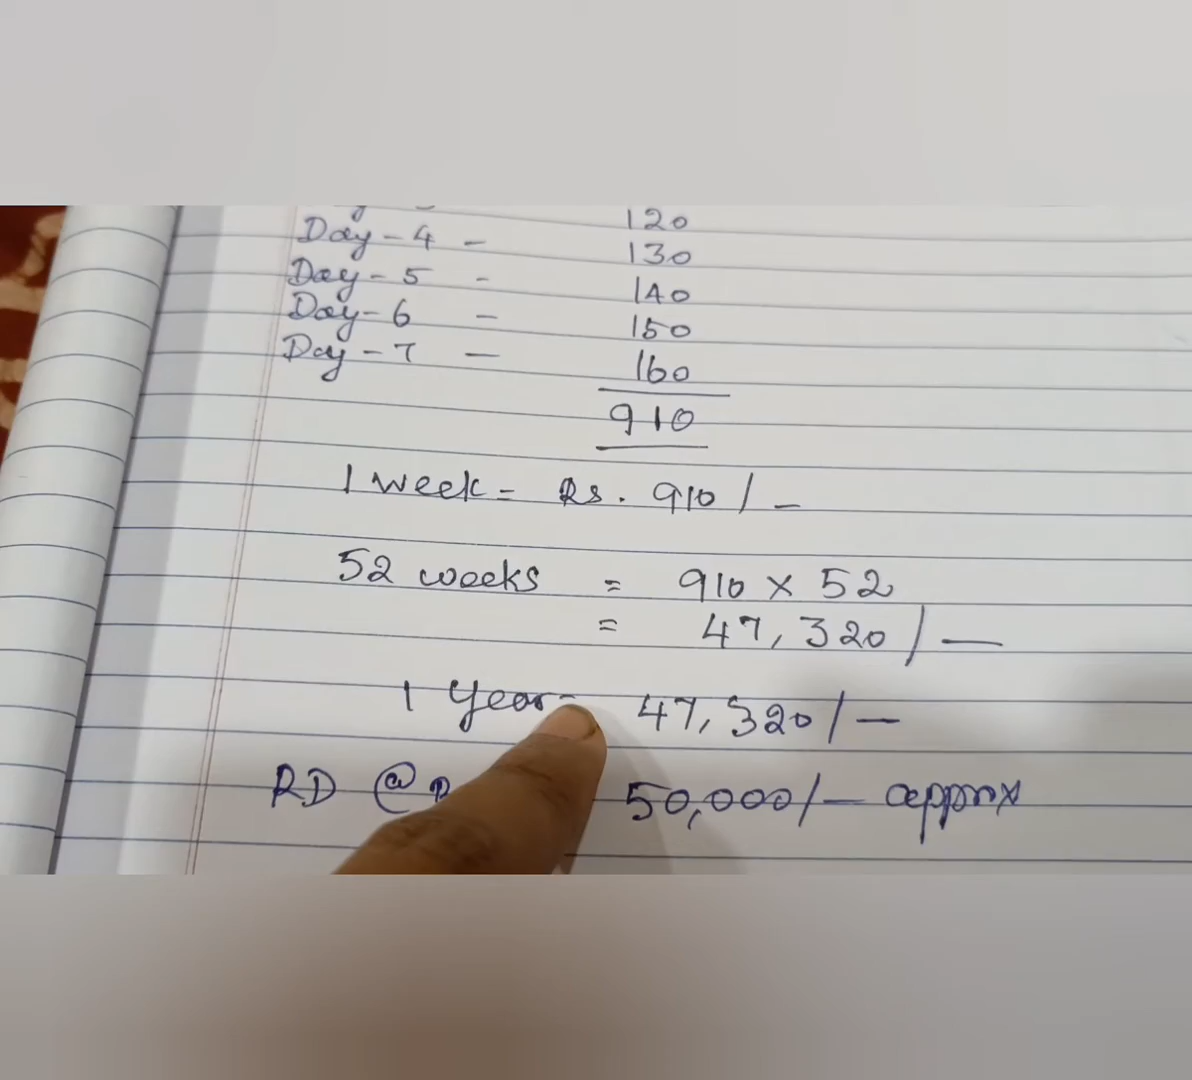 120
Day - 4 - 130
Day - 5 - 140
Day - 6 - 150
Day - 7 - 160
910
1 week = Rs. 910/-
52 weeks = 910 x 52
= 47,320/-
1 Year - 47,320/-
RD @ 50,000/- approx